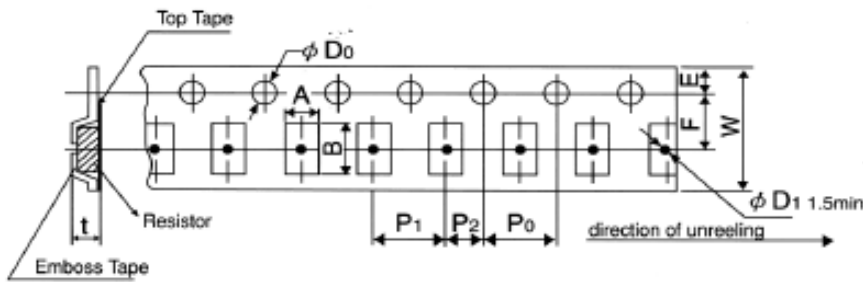 Top Tape
φ D0
A
E
B
F
W
t
Resistor
P1
P2
P0
φ D1 1.5min
direction of unreeling
Emboss Tape